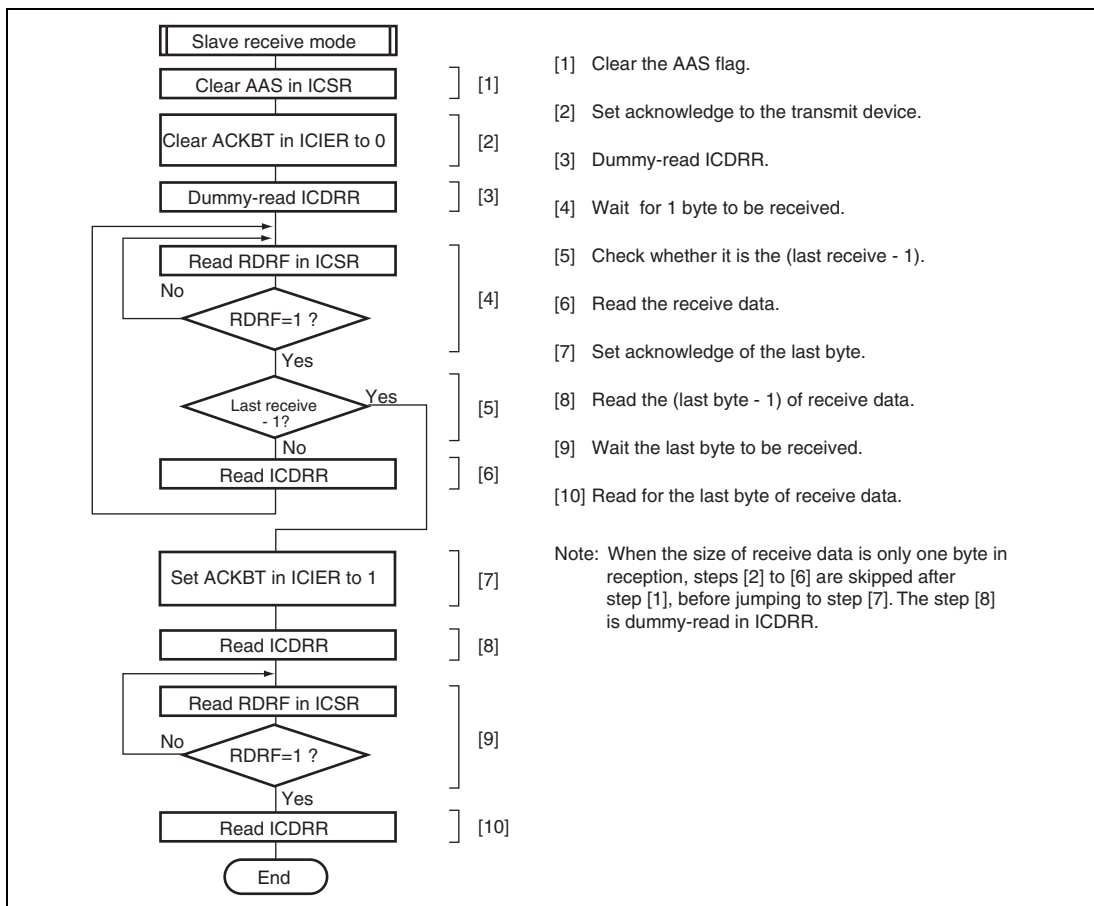 Slave receive mode
Clear AAS in ICSR
[1]
Clear ACKBT in ICIER to 0
[2]
Dummy-read ICDRR
[3]
Read RDRF in ICSR
No
[4]
RDRF=1 ?
Yes
Yes
Last receive
- 1?
[5]
No
Read ICDRR
[6]
Set ACKBT in ICIER to 1
[7]
Read ICDRR
[8]
Read RDRF in ICSR
No
[9]
RDRF=1 ?
Yes
Read ICDRR
[10]
End
[1] Clear the AAS flag.
[2] Set acknowledge to the transmit device.
[3] Dummy-read ICDRR.
[4] Wait for 1 byte to be received.
[5] Check whether it is the (last receive - 1).
[6] Read the receive data.
[7] Set acknowledge of the last byte.
[8] Read the (last byte - 1) of receive data.
[9] Wait the last byte to be received.
[10] Read for the last byte of receive data.
Note: When the size of receive data is only one byte in
reception, steps [2] to [6] are skipped after
step [1], before jumping to step [7]. The step [8]
is dummy-read in ICDRR.